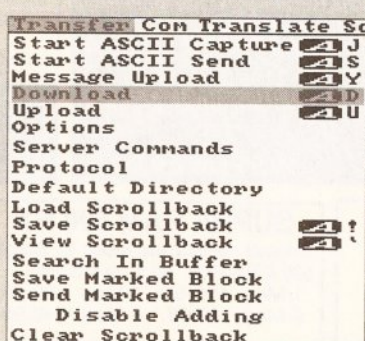 Transfer Com Translate Sc
Start ASCII Capture A J
Start ASCII Send A S
Message Upload A Y
Download A D
Upload A U
Options
Server Commands
Protocol
Default Directory
Load Scrollback
Save Scrollback A !
View Scrollback A `
Search In Buffer
Save Marked Block
Send Marked Block
Disable Adding
Clear Scrollback